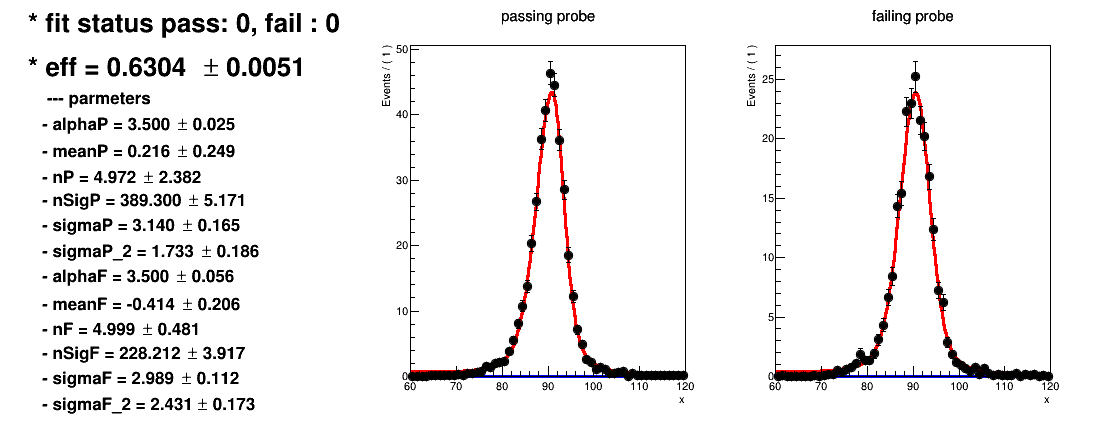 * fit status pass: 0, fail : 0
* eff = 0.6304 ± 0.0051
--- parmeters
- alphaP = 3.500 ± 0.025
- meanP = 0.216 ± 0.249
- nP = 4.972 ± 2.382
- nSigP = 389.300 ± 5.171
- sigmaP = 3.140 ± 0.165
- sigmaP_2 = 1.733 ± 0.186
- alphaF = 3.500 ± 0.056
- meanF = -0.414 ± 0.206
- nF = 4.999 ± 0.481
- nSigF = 228.212 ± 3.917
- sigmaF = 2.989 ± 0.112
- sigmaF_2 = 2.431 ± 0.173
passing probe
Events / ( 1 )
50
40
30
20
10
0
60 70 80 90 100 110 120
x
failing probe
Events / ( 1 )
25
20
15
10
5
0
60 70 80 90 100 110 120
x